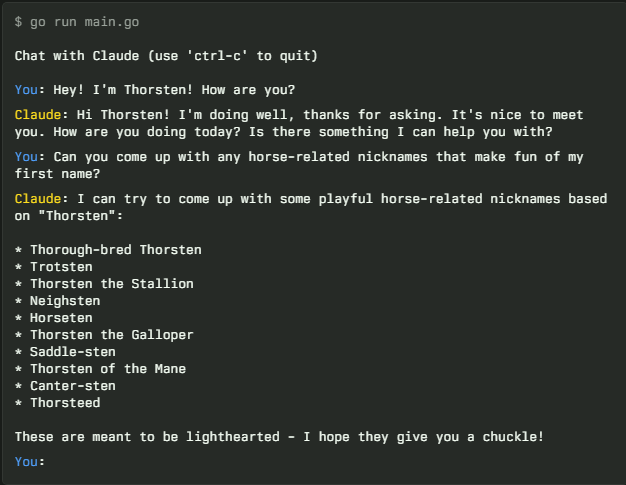 $ go run main.go
Chat with Claude (use 'ctrl-c' to quit)
You: Hey! I'm Thorsten! How are you?
Claude: Hi Thorsten! I'm doing well, thanks for asking. It's nice to meet
you. How are you doing today? Is there something I can help you with?
You: Can you come up with any horse-related nicknames that make fun of my
first name?
Claude: I can try to come up with some playful horse-related nicknames based
on "Thorsten":
* Thorough-bred Thorsten
* Trotsten
* Thorsten the Stallion
* Neighsten
* Horseten
* Thorsten the Galloper
* Saddle-sten
* Thorsten of the Mane
* Canter-sten
* Thorsteed
These are meant to be lighthearted - I hope they give you a chuckle!
You: